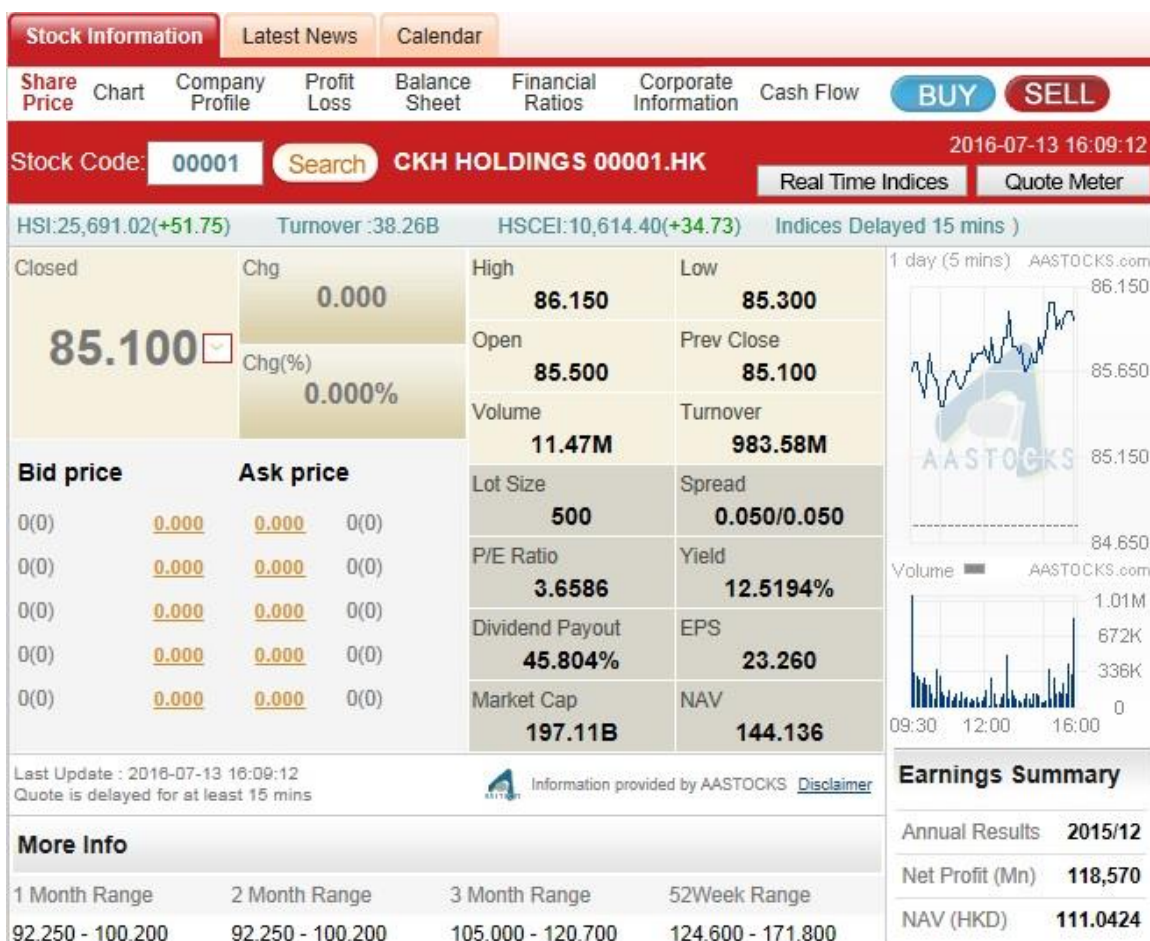 Stock Information Latest News Calendar
Share Price Chart Company Profile Profit Loss Balance Sheet Financial Ratios Corporate Information Cash Flow BUY SELL
2016-07-13 16:09:12
Stock Code: 00001 Search CKH HOLDINGS 00001.HK
Real Time Indices Quote Meter
HSI:25,691.02(+51.75) Turnover :38.26B HSCEI:10,614.40(+34.73) Indices Delayed 15 mins )
Closed
85.100
Chg
0.000
Chg(%)
0.000%
High Low
86.150 85.300
Open Prev Close
85.500 85.100
Volume Turnover
11.47M 983.58M
Lot Size Spread
500 0.050/0.050
P/E Ratio Yield
3.6586 12.5194%
Dividend Payout EPS
45.804% 23.260
Market Cap NAV
197.11B 144.136
Bid price Ask price
0(0) 0.000 0.000 0(0)
0(0) 0.000 0.000 0(0)
0(0) 0.000 0.000 0(0)
0(0) 0.000 0.000 0(0)
0(0) 0.000 0.000 0(0)
1 day (5 mins) AASTOCKS.com
86.150
85.650
AASTOCKS
85.150
84.650
Volume AASTOCKS.com
1.01M
672K
336K
0
09:30 12:00 16:00
Last Update : 2016-07-13 16:09:12
Quote is delayed for at least 15 mins
Information provided by AASTOCKS Disclaimer
More Info
1 Month Range 2 Month Range 3 Month Range 52Week Range
92.250 - 100.200 92.250 - 100.200 105.000 - 120.700 124.600 - 171.800
Earnings Summary
Annual Results 2015/12
Net Profit (Mn) 118,570
NAV (HKD) 111.0424